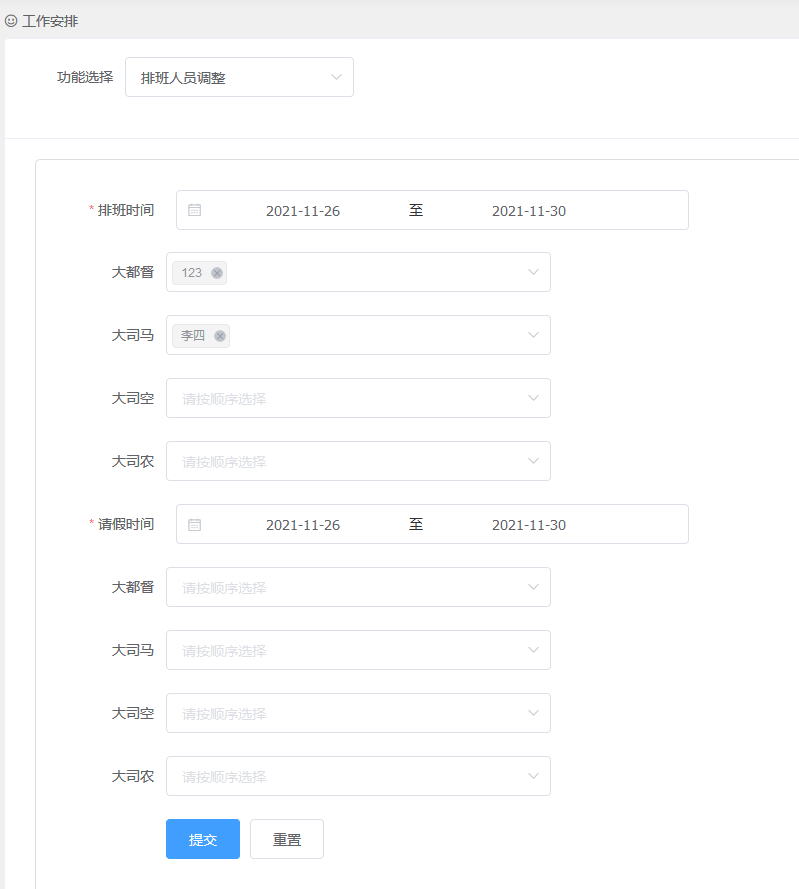 工作安排
功能选择 排班人员调整
* 排班时间 2021-11-26 至 2021-11-30
大都督 123
大司马 李四
大司空 请按顺序选择
大司农 请按顺序选择
* 请假时间 2021-11-26 至 2021-11-30
大都督 请按顺序选择
大司马 请按顺序选择
大司空 请按顺序选择
大司农 请按顺序选择
提交 重置